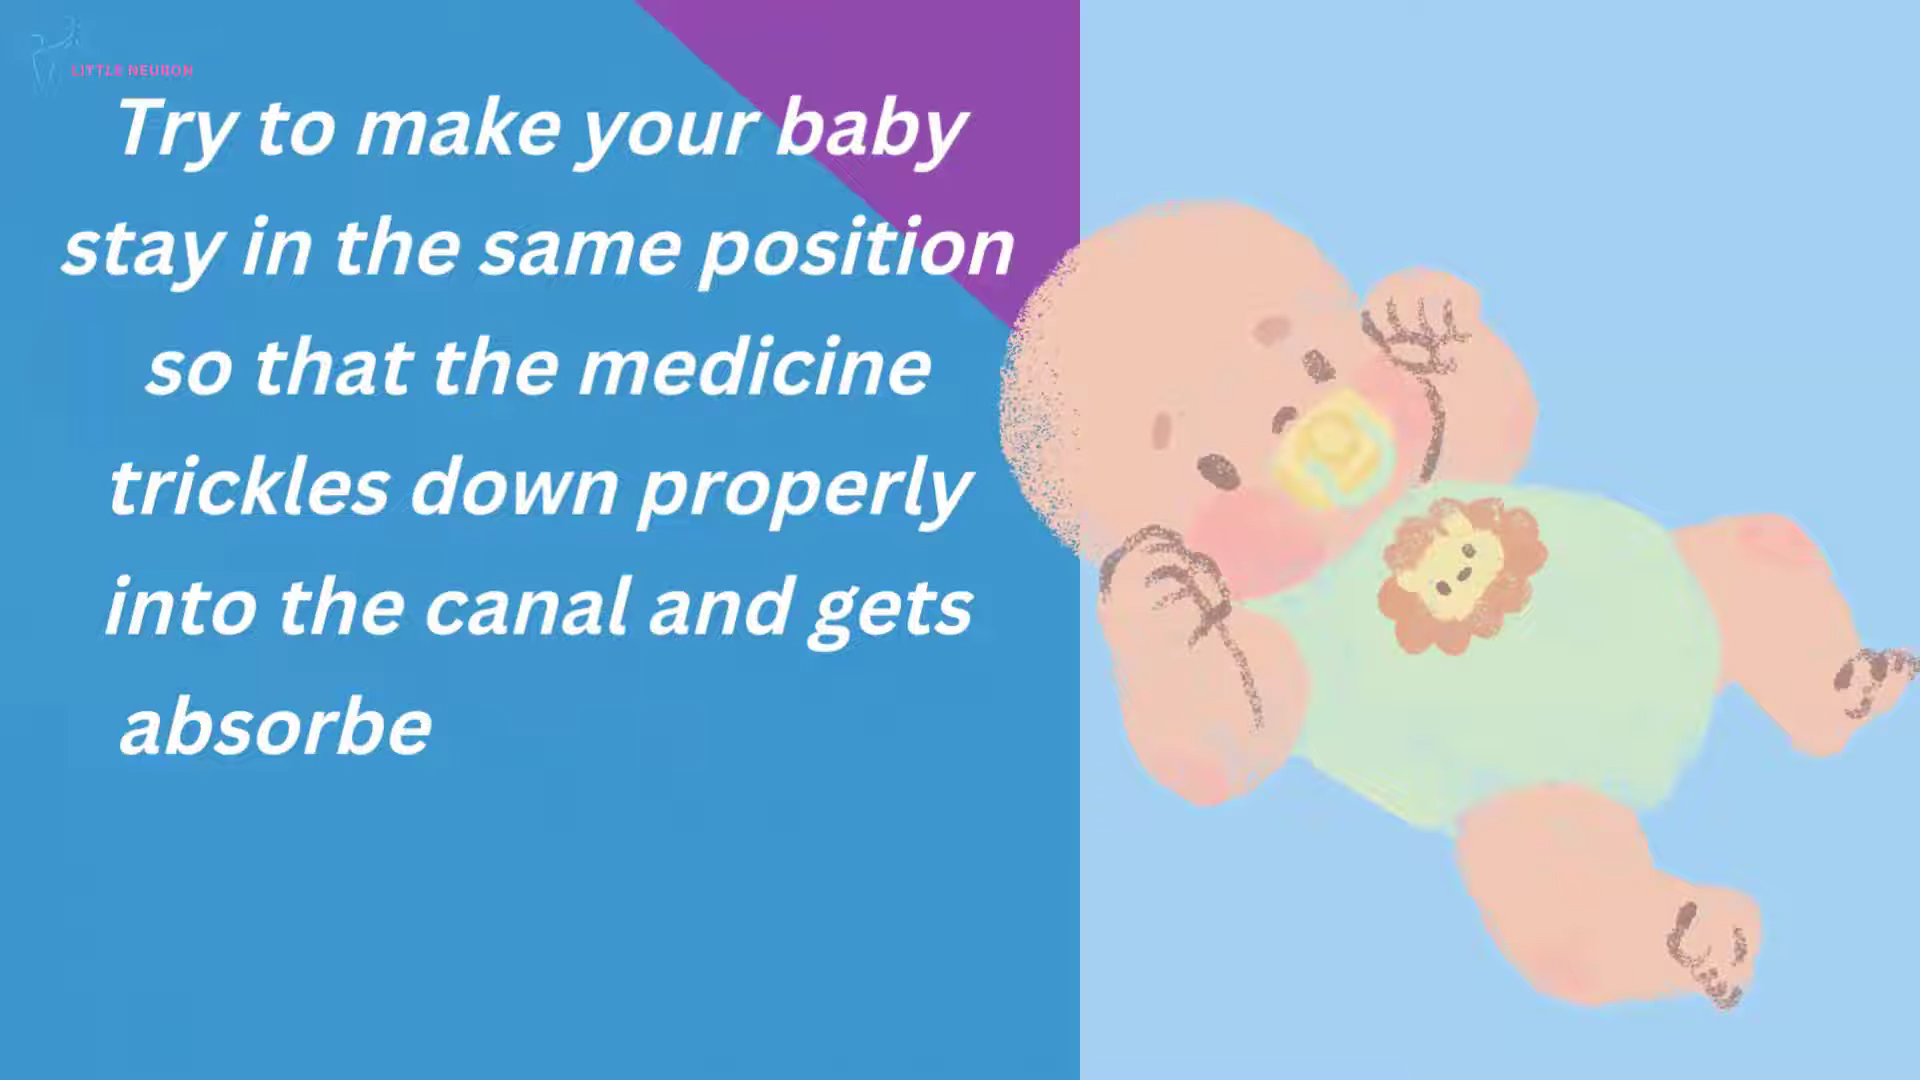 LITTLE NEURON
Try to make your baby
stay in the same position
so that the medicine
trickles down properly
into the canal and gets
absorbe